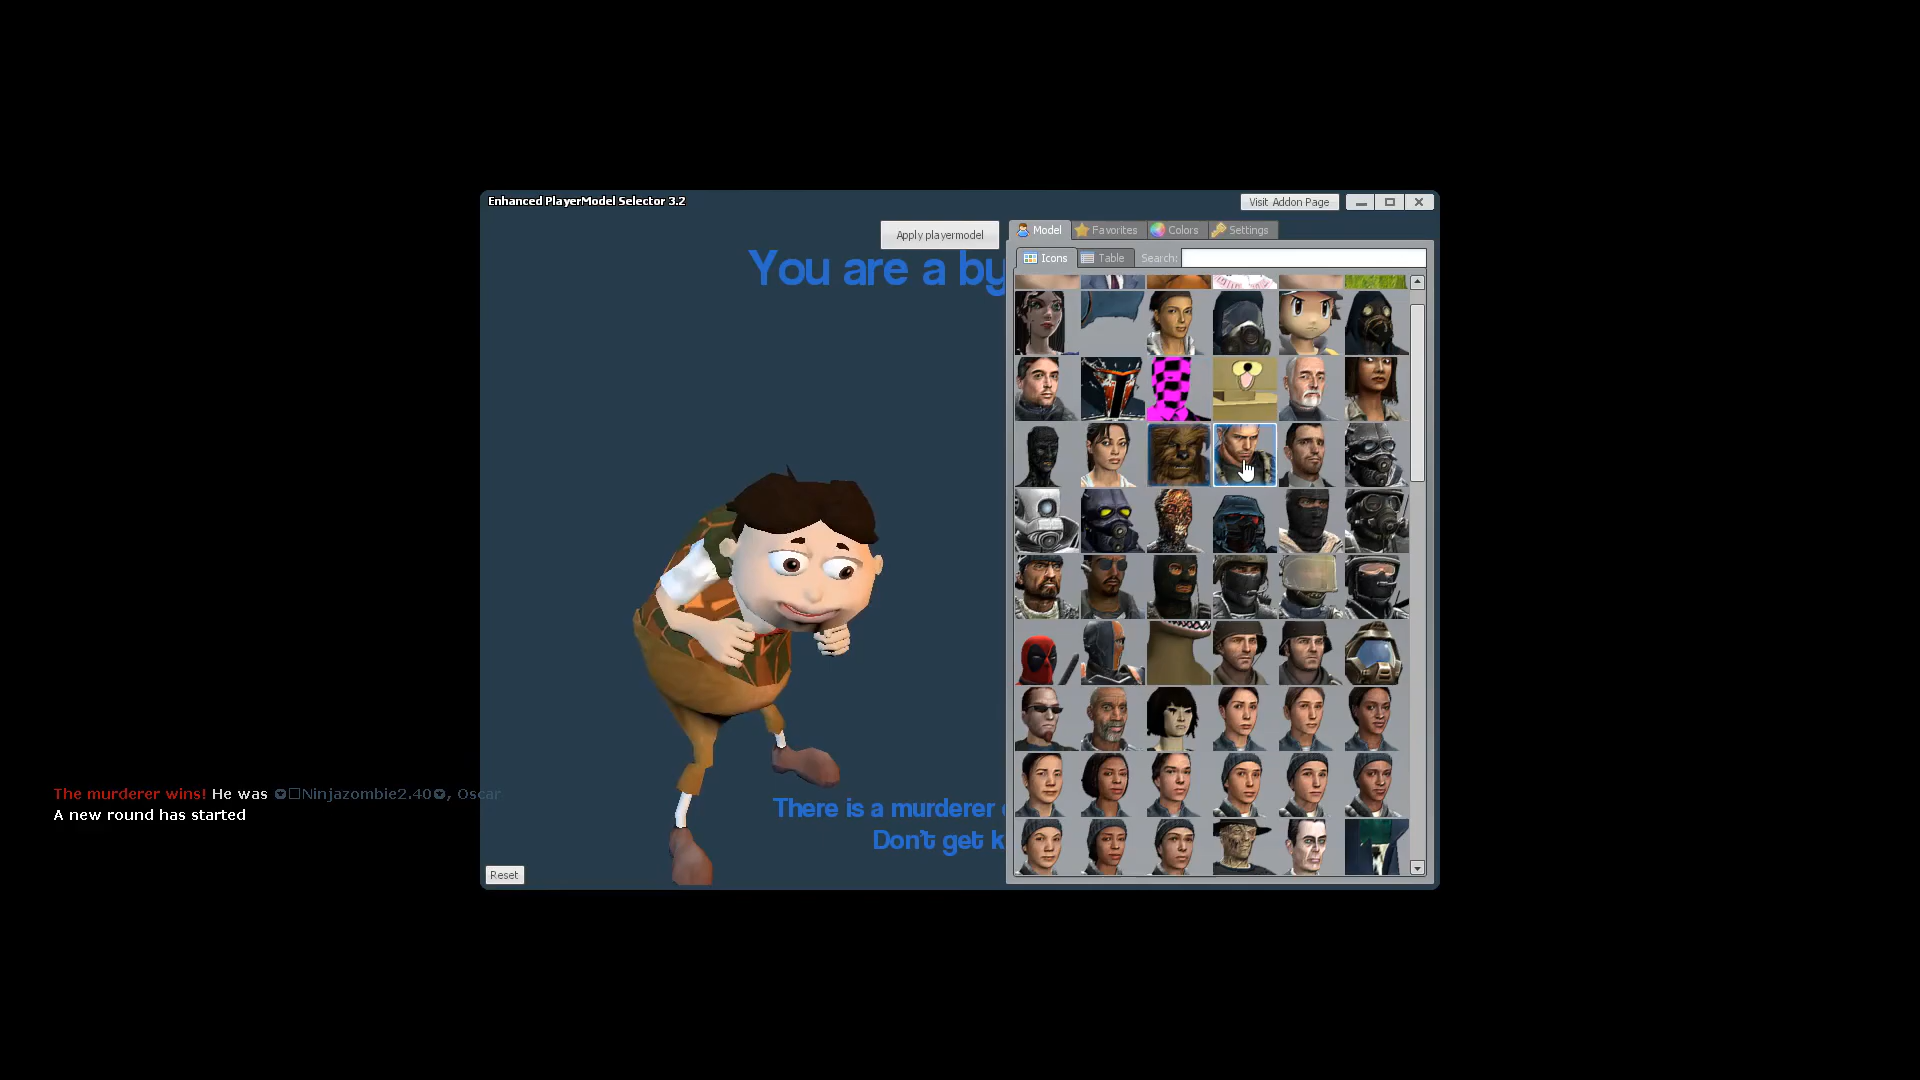 Enhanced PlayerModel Selector 3.2
Visit Addon Page
Apply playermodel
Model
Favorites
Colors
Settings
You are a by
Icons
Table
Search:
The murderer wins! He was ✪□Ninjazombie2.40✪, Oscar
A new round has started
There is a murderer
Don't get k
Reset